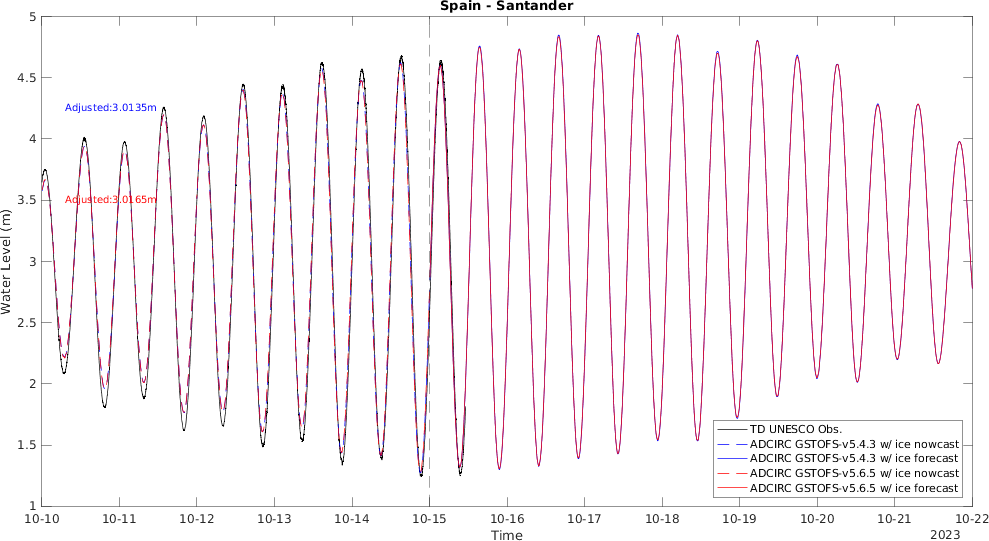 Spain - Santander
5
4.5
4
3.5
3
2.5
2
1.5
1
Water Level (m)
Adjusted:3.0135m
Adjusted:3.0165m
TD UNESCO Obs.
ADCIRC GSTOFS-v5.4.3 w/ ice nowcast
ADCIRC GSTOFS-v5.4.3 w/ ice forecast
ADCIRC GSTOFS-v5.6.5 w/ ice nowcast
ADCIRC GSTOFS-v5.6.5 w/ ice forecast
10-10 10-11 10-12 10-13 10-14 10-15 10-16 10-17 10-18 10-19 10-20 10-21 10-22
Time
2023